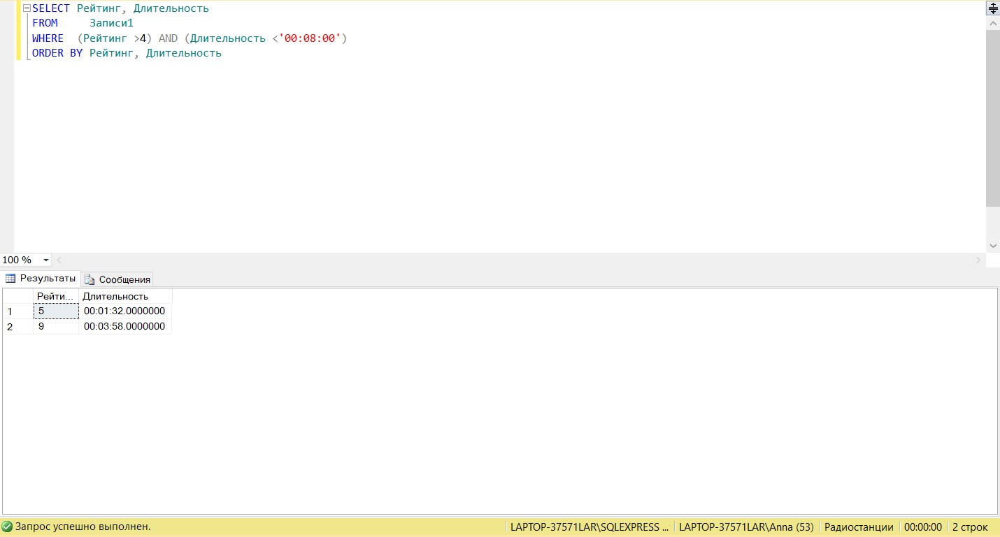 SELECT Рейтинг, Длительность
FROM Записи1
WHERE (Рейтинг >4) AND (Длительность <'00:08:00')
ORDER BY Рейтинг, Длительность
100 %
Результаты Сообщения
Рейти... Длительность
1 5 00:01:32.0000000
2 9 00:03:58.0000000
Запрос успешно выполнен. LAPTOP-37571LAR\SQLEXPRESS ... LAPTOP-37571LAR\Anna (53) Радиостанции 00:00:00 2 строк